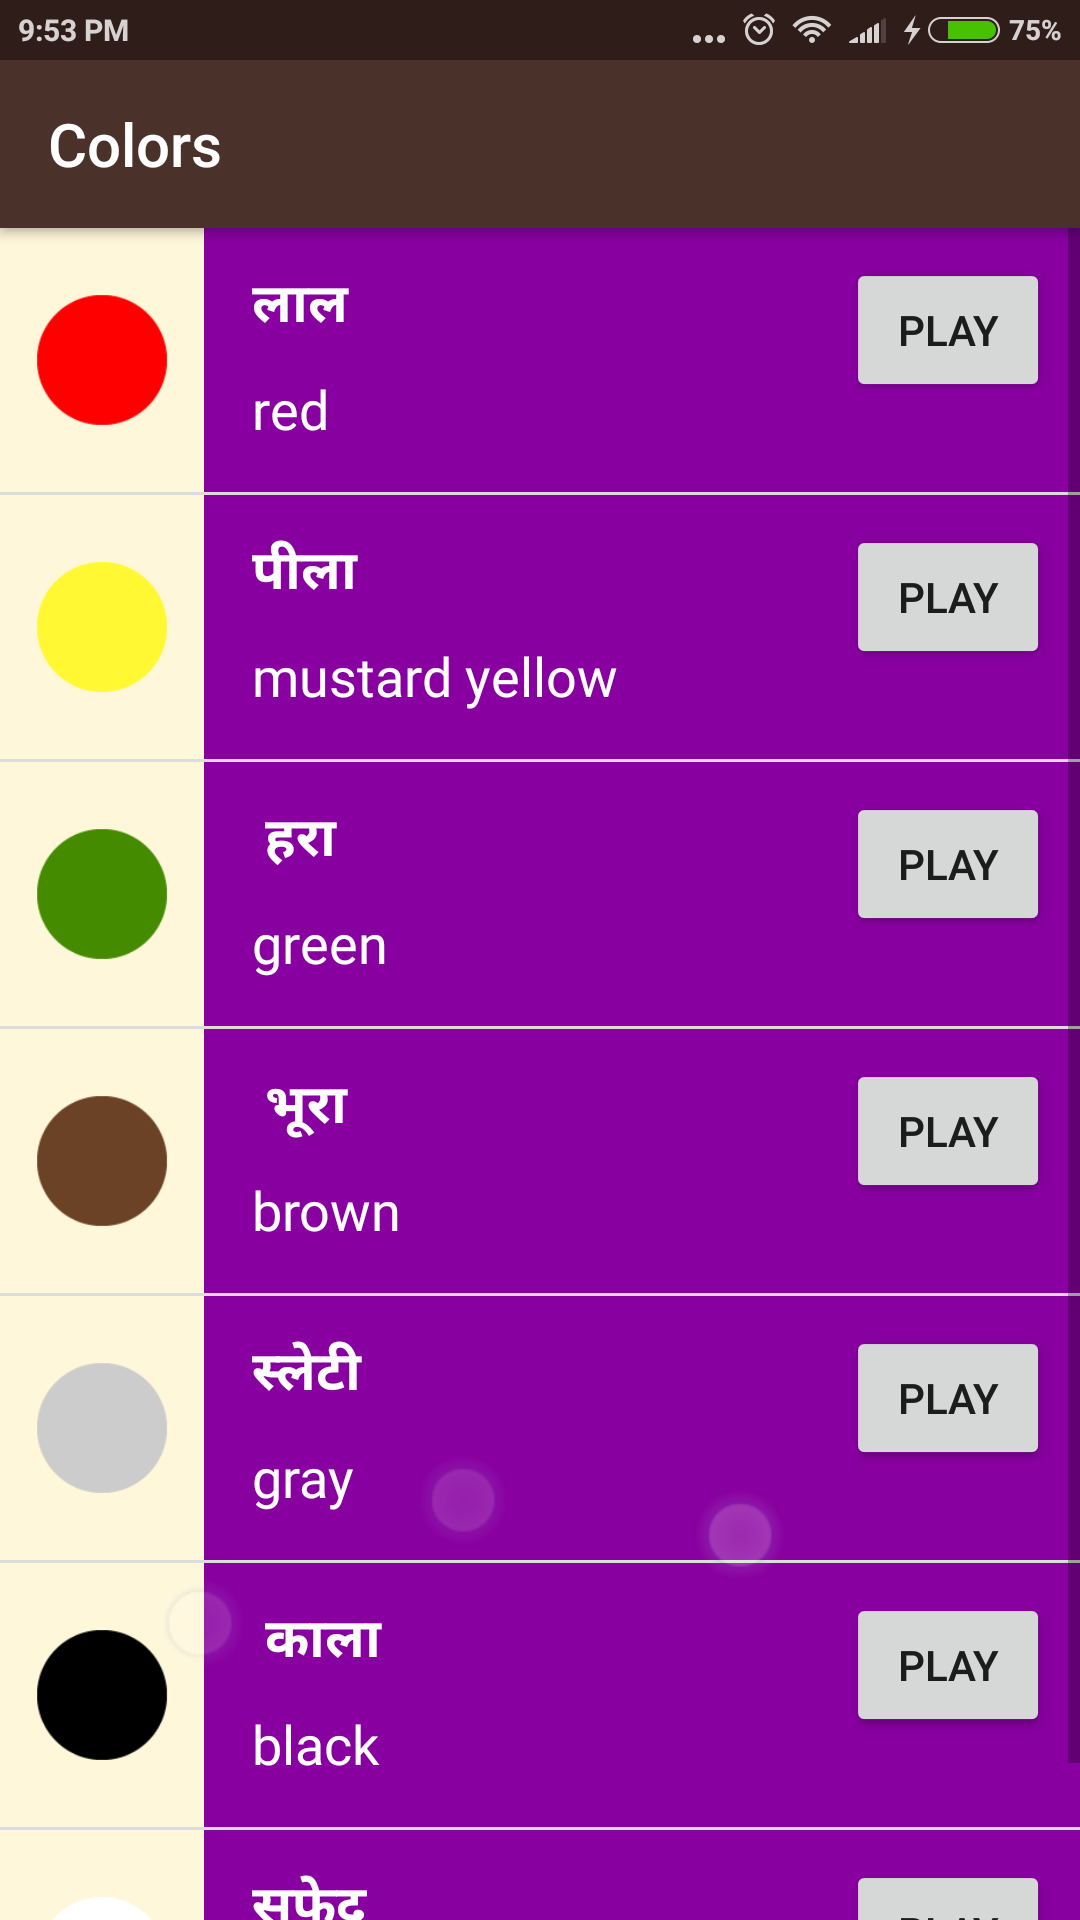 9:53 PM
75%
Colors
लाल
PLAY
red
पीला
PLAY
mustard yellow
हरा
PLAY
green
भूरा
PLAY
brown
स्लेटी
PLAY
gray
काला
PLAY
black
सफेद
PLAY